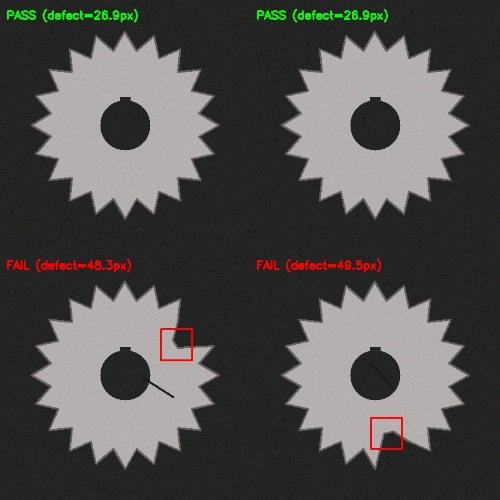 PASS (defect=26.9px)
PASS (defect=26.9px)
FAIL (defect=48.3px)
FAIL (defect=49.5px)